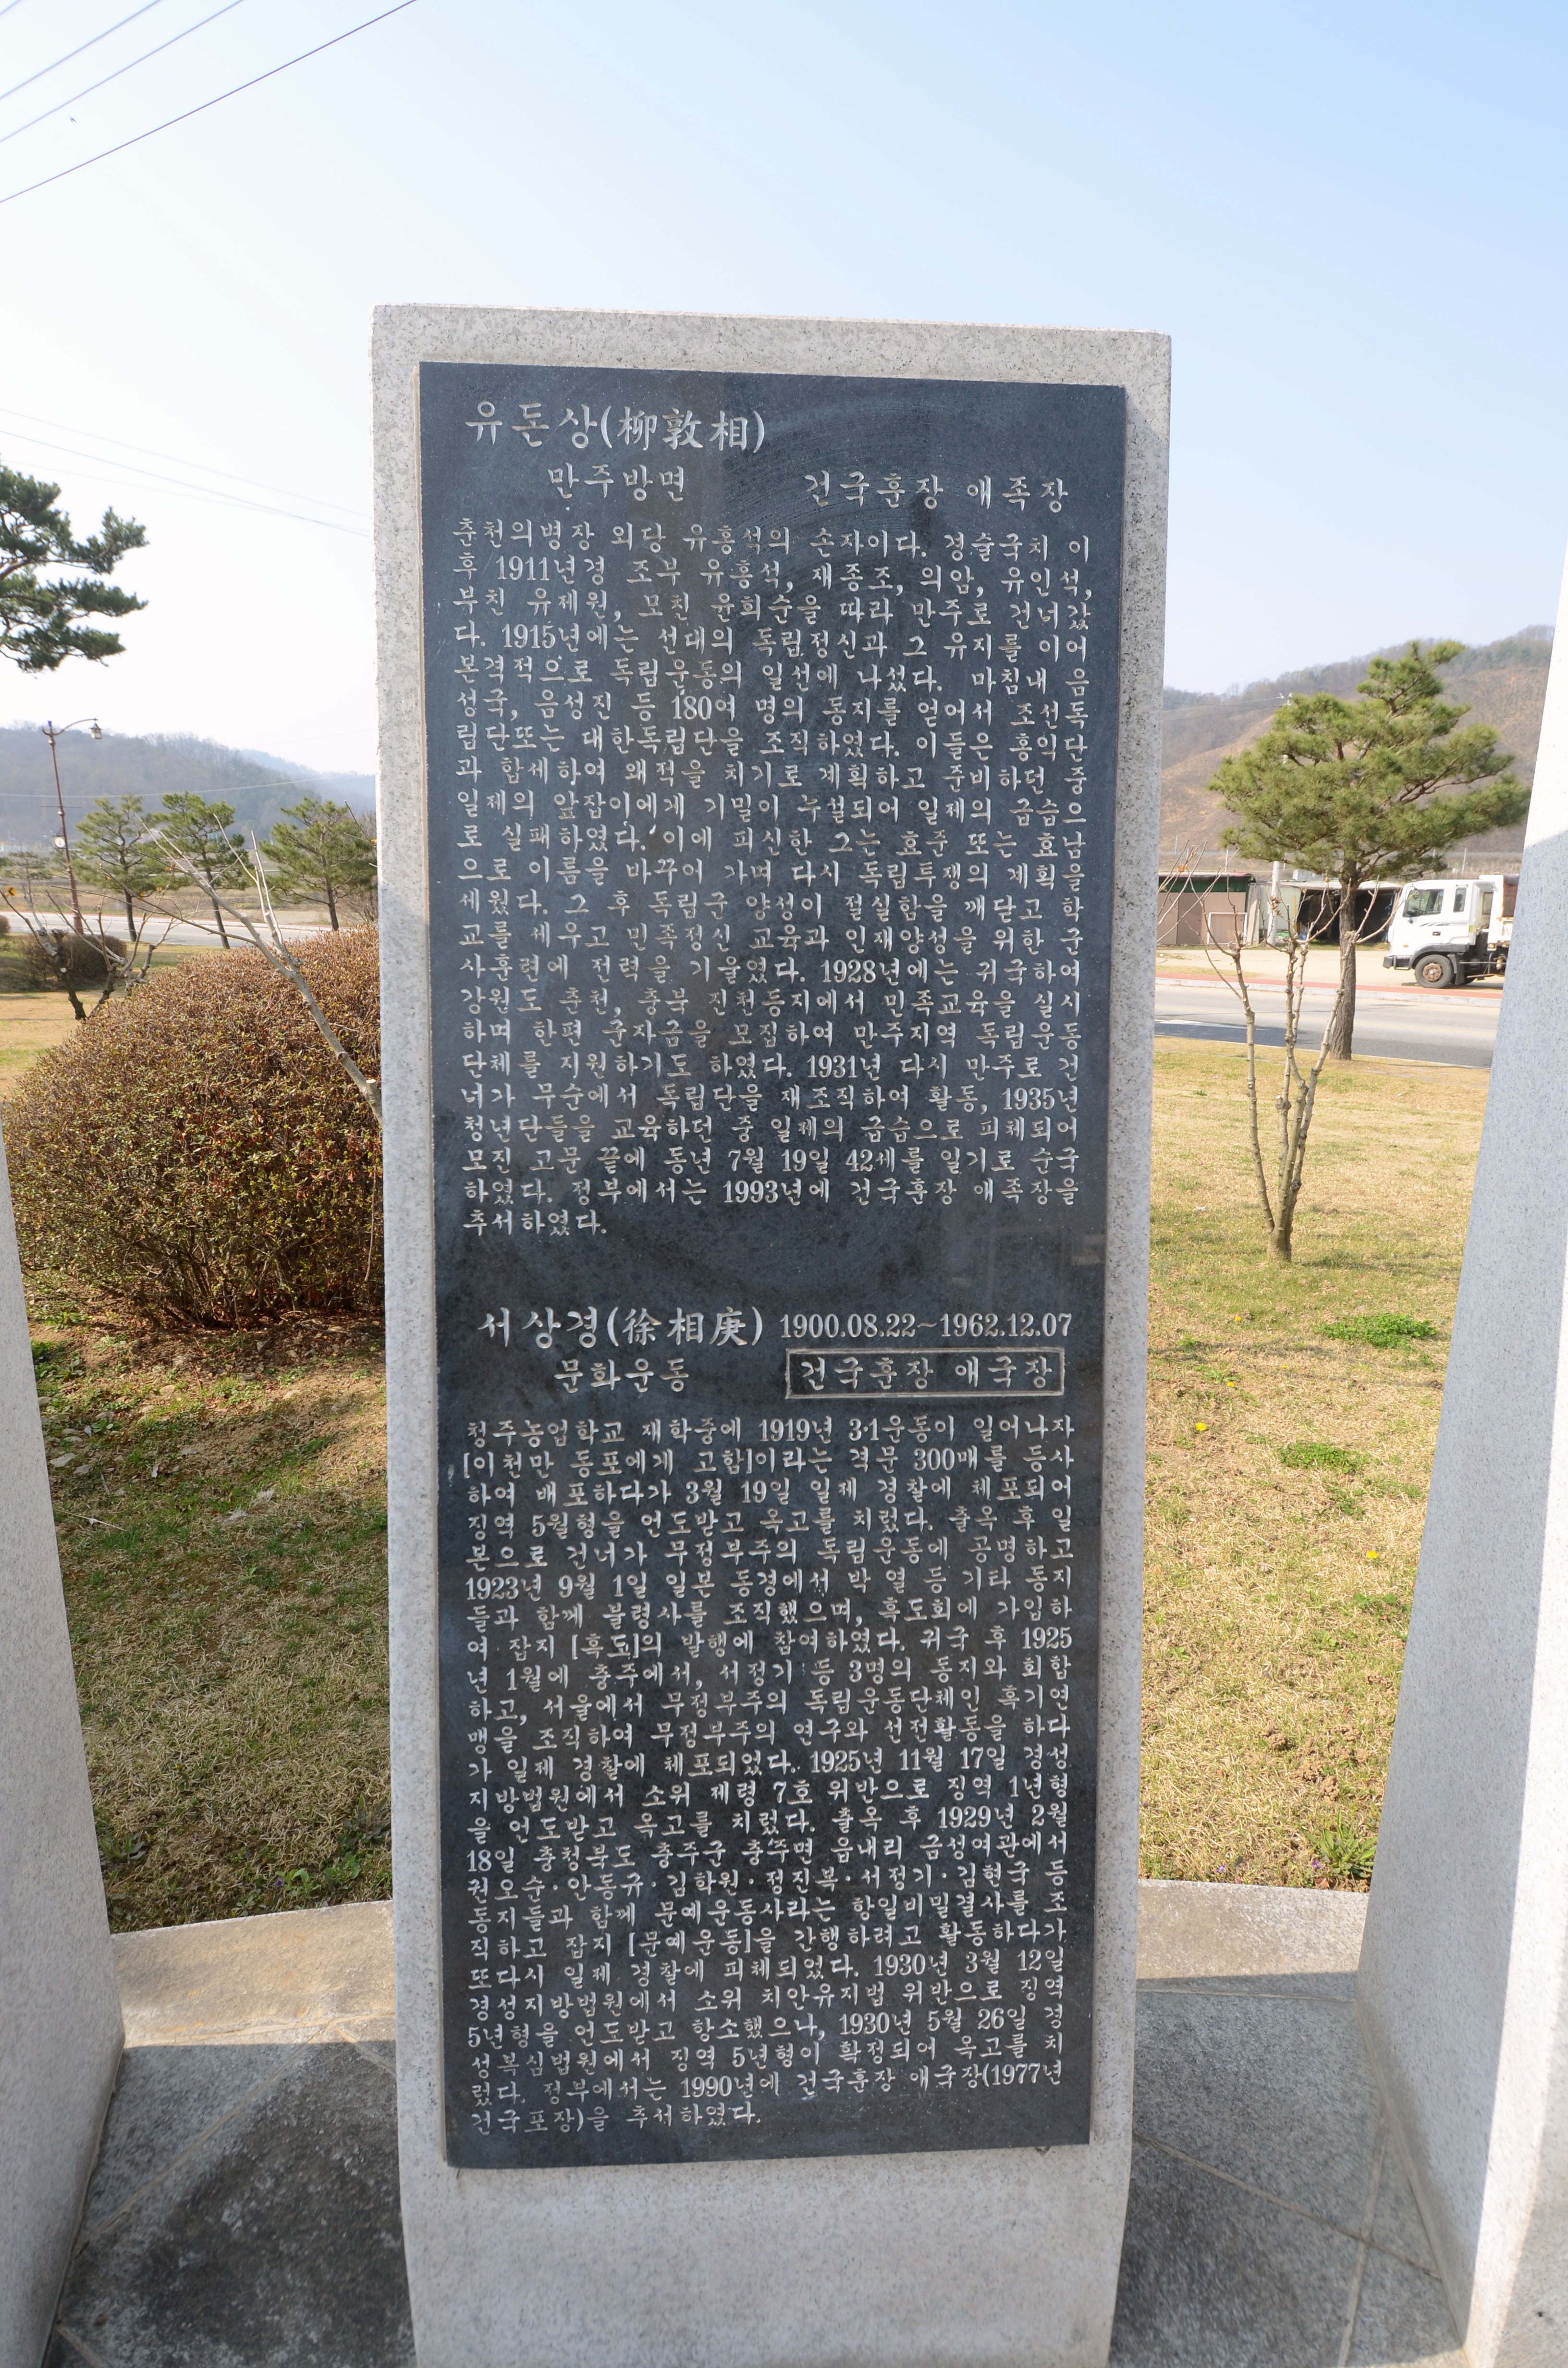 유돈상(柳敦相)
만주방면 건국훈장 애족장
춘천의병장 외당 유홍석의 손자이다. 경술국치 이
후 1911년경 조부 유홍석, 재종조, 의암, 유인석,
부친 유제원, 모친 윤희순을 따라 만주로 건너갔
다. 1915년에는 선대의 독립정신과 그 유지를 이어
본격적으로 독립운동의 일선에 나섰다. 마침내 음
성국, 음성진 등 180여 명의 동지를 얻어서 조선독
립단또는 대한독립단을 조직하였다. 이들은 흥익단
과 합세하여 왜적을 치기로 계획하고 준비하던 중
일제의 앞잡이에게 기밀이 누설되어 일제의 급습으
로 실패하였다. 이에 피신한 그는 효준 또는 호남
으로 이름을 바꾸어 가며 다시 독립투쟁의 계획을
세웠다. 그 후 독립군 양성이 절실함을 깨닫고 학
교를 세우고 민족정신 교육과 인재양성을 위한 군
사훈련에 전력을 기울였다. 1928년에는 귀국하여
강원도 춘천, 충북 진천등지에서 민족교육을 실시
하며 한편 군자금을 모집하여 만주지역 독립운동
단체를 지원하기도 하였다. 1931년 다시 만주로 건
너가 무순에서 독립단을 재조직하여 활동, 1935년
청년단들을 교육하던 중 일제의 급습으로 피체되어
모진 고문 끝에 동년 7월 19일 42세를 일기로 순국
하였다. 정부에서는 1993년에 건국훈장 애족장을
추서하였다.
서상경(徐相庚) 1900.08.22~1962.12.07
문화운동 건국훈장 애국장
청주농업학교 재학중에 1919년 3·1운동이 일어나자
[이천만 동포에게 고함]이라는 격문 300매를 등사
하여 배포하다가 3월 19일 일제 경찰에 체포되어
징역 5월형을 언도받고 옥고를 치렀다. 출옥 후 일
본으로 건너가 무정부주의 독립운동에 공명하고
1923년 9월 1일 일본 동경에서 박 열 등 기타 동지
들과 함께 불령사를 조직했으며, 흑도회에 가입하
여 잡지 [흑도]의 발행에 참여하였다. 귀국 후 1925
년 1월에 충주에서, 서정기 등 3명의 동지와 회합
하고, 서울에서 무정부주의 독립운동단체인 흑기연
맹을 조직하여 무정부주의 연구와 선전활동을 하다
가 일제 경찰에 체포되었다. 1925년 11월 17일 경성
지방법원에서 소위 제령 7호 위반으로 징역 1년형
을 언도받고 옥고를 치렀다. 출옥 후 1929년 2월
18일 충청북도 충주군 충주면 읍내리 금성여관에서
권오순·안동규·김학원·정진복·서정기·김현국 등
동지들과 함께 문예운동사라는 항일비밀결사를 조
직하고 잡지 [문예운동]을 간행하려고 활동하다가
또다시 일제 경찰에 피체되었다. 1930년 3월 12일
경성지방법원에서 소위 치안유지법 위반으로 징역
5년형을 언도받고 항소했으나, 1930년 5월 26일 경
성복심법원에서 징역 5년형이 확정되어 옥고를 치
렀다. 정부에서는 1990년에 건국훈장 애국장(1977년
건국포장)을 추서하였다.